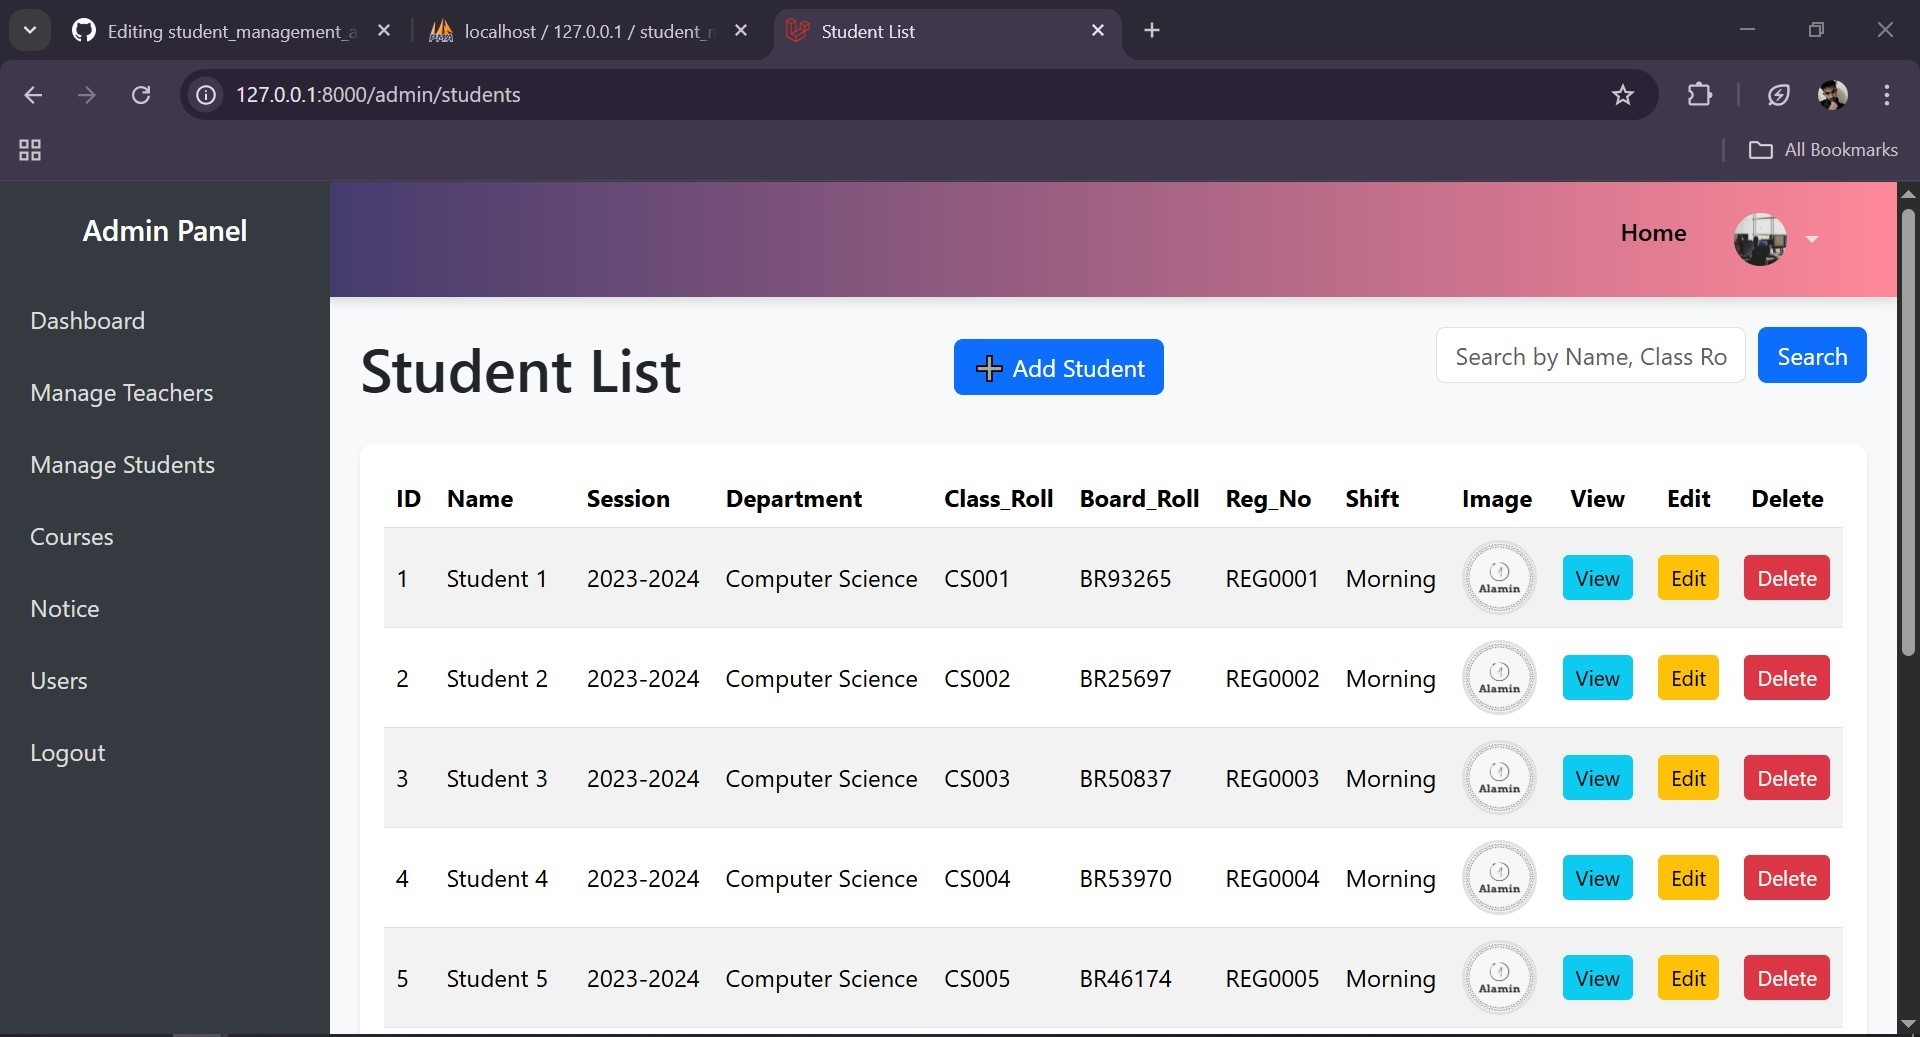 Editing student_management_a
localhost / 127.0.0.1 / student_n
Student List
127.0.0.1:8000/admin/students
All Bookmarks
Admin Panel
Home
Dashboard
Manage Teachers
Manage Students
Courses
Notice
Users
Logout
Student List
Add Student
Search by Name, Class Ro
Search
ID Name Session Department Class_Roll Board_Roll Reg_No Shift Image View Edit Delete
1 Student 1 2023-2024 Computer Science CS001 BR93265 REG0001 Morning Alamin View Edit Delete
2 Student 2 2023-2024 Computer Science CS002 BR25697 REG0002 Morning Alamin View Edit Delete
3 Student 3 2023-2024 Computer Science CS003 BR50837 REG0003 Morning Alamin View Edit Delete
4 Student 4 2023-2024 Computer Science CS004 BR53970 REG0004 Morning Alamin View Edit Delete
5 Student 5 2023-2024 Computer Science CS005 BR46174 REG0005 Morning Alamin View Edit Delete